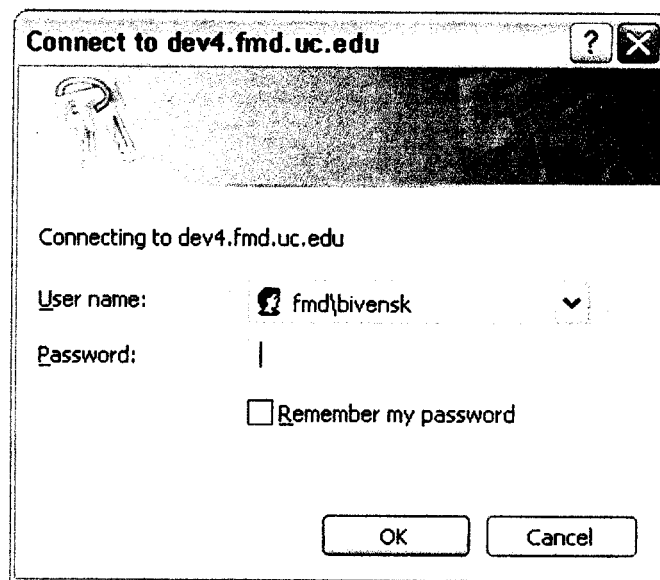 Connect to dev4.fmd.uc.edu ?
Connecting to dev4.fmd.uc.edu
User name: fmd\bivensk
Password:
Remember my password
OK Cancel